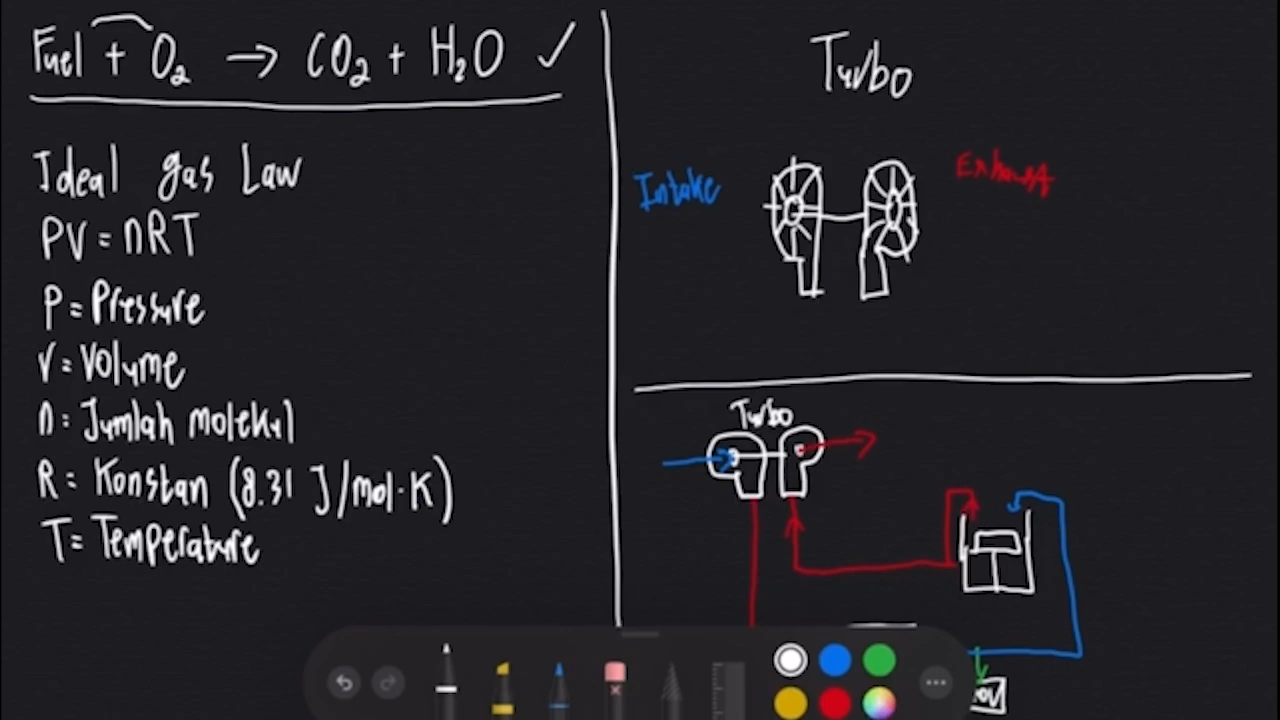 Fuel + O₂ → CO₂ + H₂O ✓
Ideal gas Law
PV = nRT
P = Pressure
V = Volume
n = Jumlah molekul
R = Konstan (8.31 J/mol·K)
T = Temperature
Turbo
Intake
Exhaust
Turbo